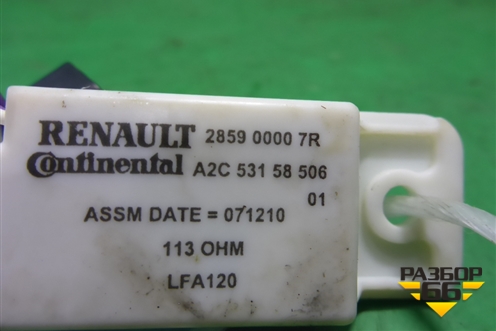 RENAULT 2859 0000 7R
Continental A2C 531 58 506
01
ASSM DATE = 071210
113 OHM
LFA120
РАЗБОР
66